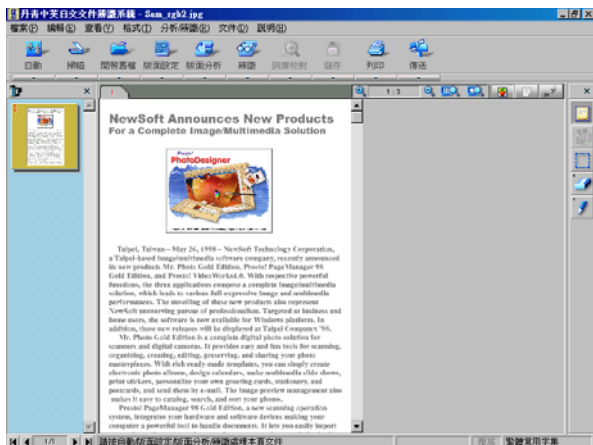 丹青中英日文文件辨識系統 - Sam_rgb2.jpg
檔案(F) 編輯(E) 查看(V) 格式(T) 分析/辨識(R) 文件(D) 說明(H)
自動 掃描 開啟舊檔 版面設定 版面分析 辨識 詞庫校對 儲存 列印 傳送
1 : 3
1
NewSoft Announces New Products
For a Complete Image/Multimedia Solution
Presto!
PhotoDesigner
Taipei, Taiwan – May 26, 1998 – NewSoft Technology Corporation,
a Taipei-based image/multimedia software company, recently announced
its new products Mr. Photo Gold Edition, Presto! PageManager 98
Gold Edition, and Presto! VideoWorks4.0. With respective powerful
functions, the three applications compose a complete image/multimedia
solution, which leads to various full-expressive image and multimedia
performances. The unveiling of these new products also represent
NewSoft unswerving pursue of professionalism. Targeted at business and
home users, the software is now available for Windows platform. In
addition, these new releases will be displayed at Taipei Computex '98.
Mr. Photo Gold Edition is a complete digital photo solution for
scanners and digital cameras. It provides easy and fun tools for scanning,
organizing, creating, editing, preserving, and sharing your photo
masterpieces. With rich ready-made templates, you can simply create
electronic photo albums, design calendars, make multimedia slide shows,
print stickers, personalize your own greeting cards, stationary, and
postcards, and send them by e-mail. The image preview management also
makes it easy to catalog, search, and sort your photos.
Presto! PageManager 98 Gold Edition, a new scanning operation
system, integrates your hardware and software devices making your
computer a powerful tool to handle documents. It lets you easily import
1/1 請按自動/版面設定/版面分析/辨識處理本頁文件 覆寫 繁體常用字集